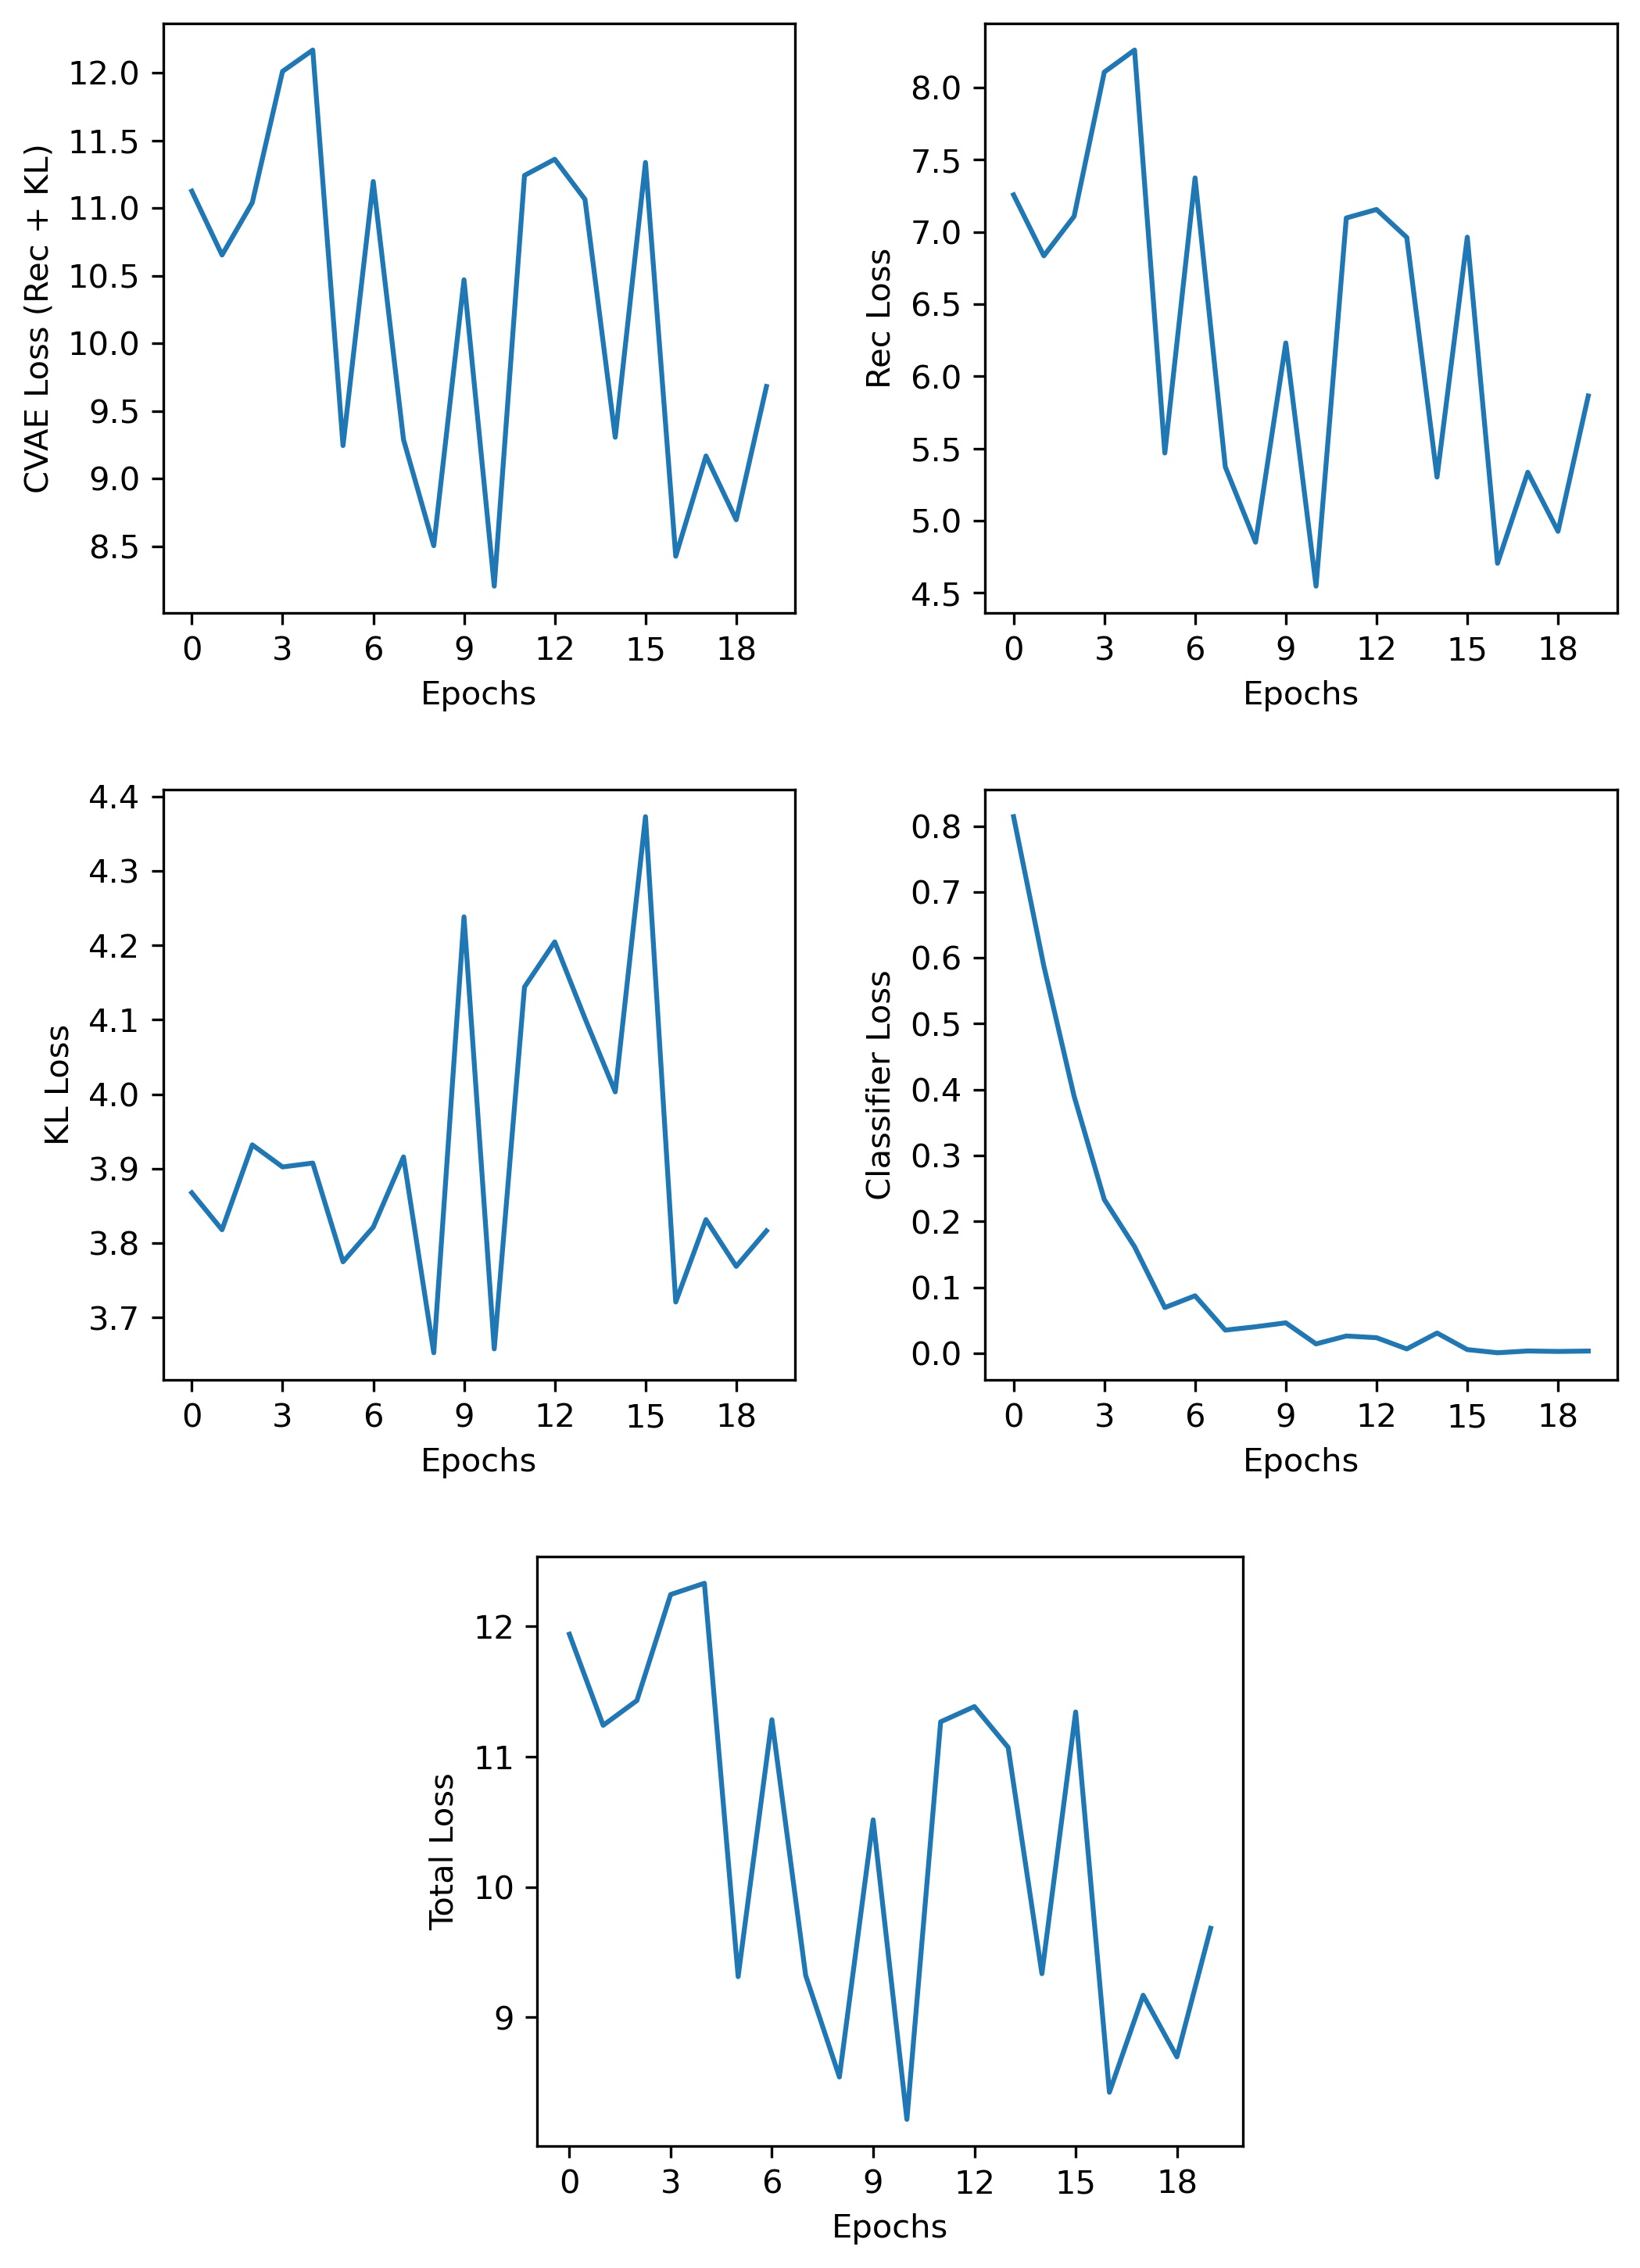 CVAE Loss (Rec + KL)
12.0
11.5
11.0
10.5
10.0
9.5
9.0
8.5
0 3 6 9 12 15 18
Epochs
Rec Loss
8.0
7.5
7.0
6.5
6.0
5.5
5.0
4.5
0 3 6 9 12 15 18
Epochs
KL Loss
4.4
4.3
4.2
4.1
4.0
3.9
3.8
3.7
0 3 6 9 12 15 18
Epochs
Classifier Loss
0.8
0.7
0.6
0.5
0.4
0.3
0.2
0.1
0.0
0 3 6 9 12 15 18
Epochs
Total Loss
12
11
10
9
0 3 6 9 12 15 18
Epochs